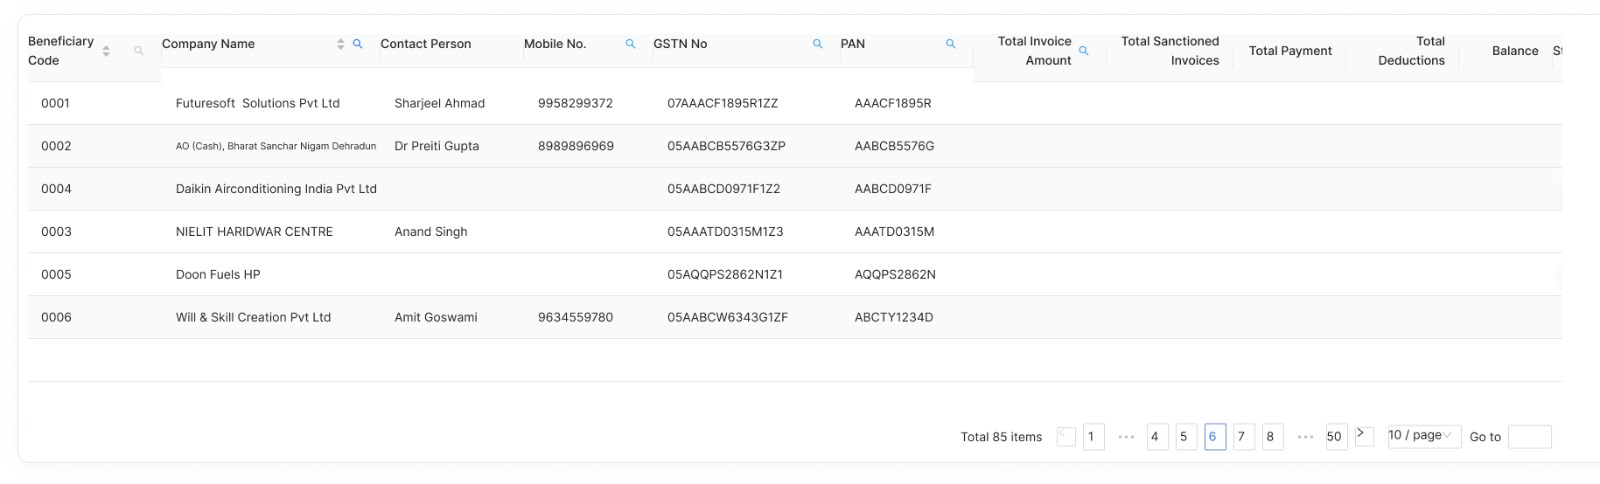 Beneficiary Code Company Name Contact Person Mobile No. GSTN No PAN Total Invoice Amount Total Sanctioned Invoices Total Payment Total Deductions Balance St
0001 Futuresoft Solutions Pvt Ltd Sharjeel Ahmad 9958299372 07AAACF1895R1ZZ AAACF1895R
0002 AO (Cash), Bharat Sanchar Nigam Dehradun Dr Preiti Gupta 8989896969 05AABCB5576G3ZP AABCB5576G
0004 Daikin Airconditioning India Pvt Ltd 05AABCD0971F1Z2 AABCD0971F
0003 NIELIT HARIDWAR CENTRE Anand Singh 05AAATD0315M1Z3 AAATD0315M
0005 Doon Fuels HP 05AQQPS2862N1Z1 AQQPS2862N
0006 Will & Skill Creation Pvt Ltd Amit Goswami 9634559780 05AABCW6343G1ZF ABCTY1234D
Total 85 items < 1 ••• 4 5 6 7 8 ••• 50 > 10 / page Go to